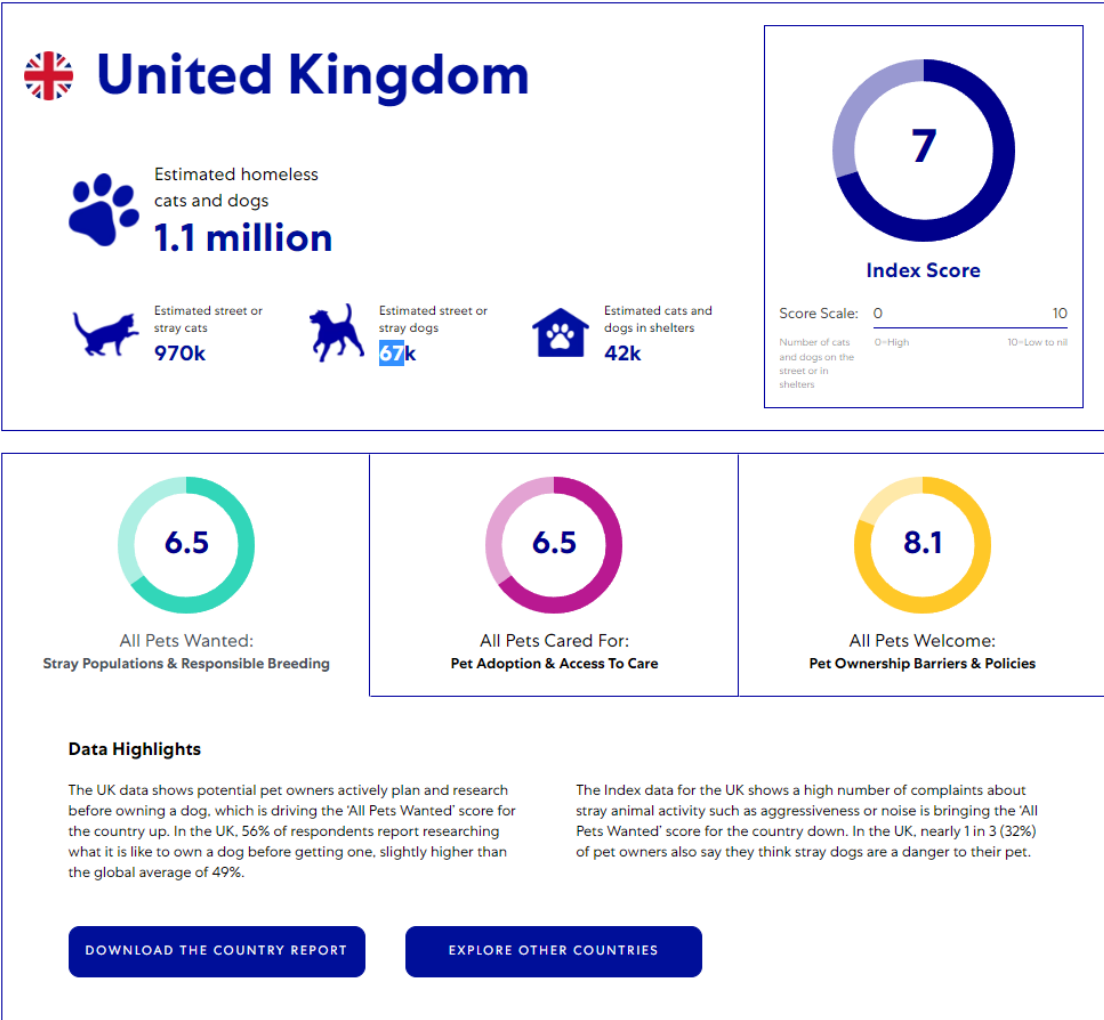 United Kingdom
Estimated homeless
cats and dogs
1.1 million
Estimated street or
stray cats
970k
Estimated street or
stray dogs
67k
Estimated cats and
dogs in shelters
42k
7
Index Score
Score Scale: 0 10
Number of cats
and dogs on the
street or in
shelters
0=High 10=Low to nil
6.5
All Pets Wanted:
Stray Populations & Responsible Breeding
6.5
All Pets Cared For:
Pet Adoption & Access To Care
8.1
All Pets Welcome:
Pet Ownership Barriers & Policies
Data Highlights
The UK data shows potential pet owners actively plan and research
before owning a dog, which is driving the ‘All Pets Wanted’ score for
the country up. In the UK, 56% of respondents report researching
what it is like to own a dog before getting one, slightly higher than
the global average of 49%.
The Index data for the UK shows a high number of complaints about
stray animal activity such as aggressiveness or noise is bringing the ‘All
Pets Wanted’ score for the country down. In the UK, nearly 1 in 3 (32%)
of pet owners also say they think stray dogs are a danger to their pet.
DOWNLOAD THE COUNTRY REPORT
EXPLORE OTHER COUNTRIES